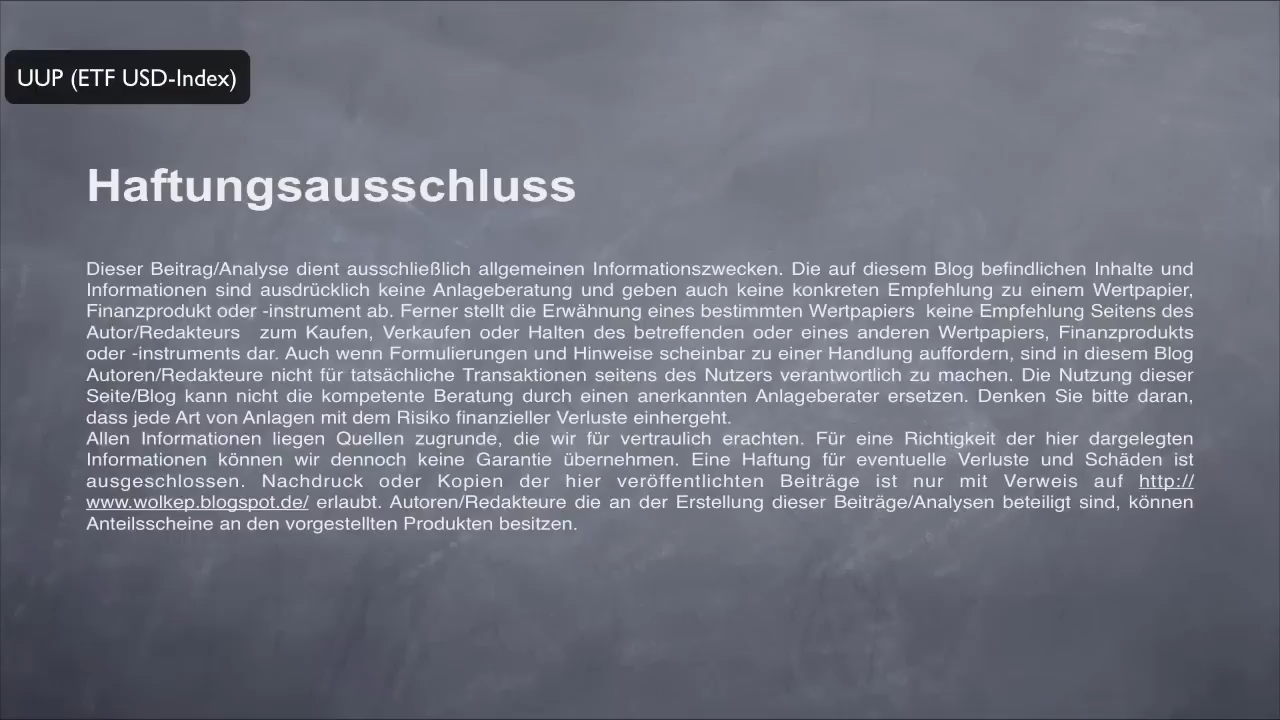 UUP (ETF USD-Index)
Haftungsausschluss
Dieser Beitrag/Analyse dient ausschließlich allgemeinen Informationszwecken. Die auf diesem Blog befindlichen Inhalte und
Informationen sind ausdrücklich keine Anlageberatung und geben auch keine konkreten Empfehlung zu einem Wertpapier,
Finanzprodukt oder -instrument ab. Ferner stellt die Erwähnung eines bestimmten Wertpapiers keine Empfehlung Seitens des
Autor/Redakteurs zum Kaufen, Verkaufen oder Halten des betreffenden oder eines anderen Wertpapiers, Finanzprodukts
oder -instruments dar. Auch wenn Formulierungen und Hinweise scheinbar zu einer Handlung auffordern, sind in diesem Blog
Autoren/Redakteure nicht für tatsächliche Transaktionen seitens des Nutzers verantwortlich zu machen. Die Nutzung dieser
Seite/Blog kann nicht die kompetente Beratung durch einen anerkannten Anlageberater ersetzen. Denken Sie bitte daran,
dass jede Art von Anlagen mit dem Risiko finanzieller Verluste einhergeht.
Allen Informationen liegen Quellen zugrunde, die wir für vertraulich erachten. Für eine Richtigkeit der hier dargelegten
Informationen können wir dennoch keine Garantie übernehmen. Eine Haftung für eventuelle Verluste und Schäden ist
ausgeschlossen. Nachdruck oder Kopien der hier veröffentlichten Beiträge ist nur mit Verweis auf http://
www.wolkep.blogspot.de/ erlaubt. Autoren/Redakteure die an der Erstellung dieser Beiträge/Analysen beteiligt sind, können
Anteilsscheine an den vorgestellten Produkten besitzen.